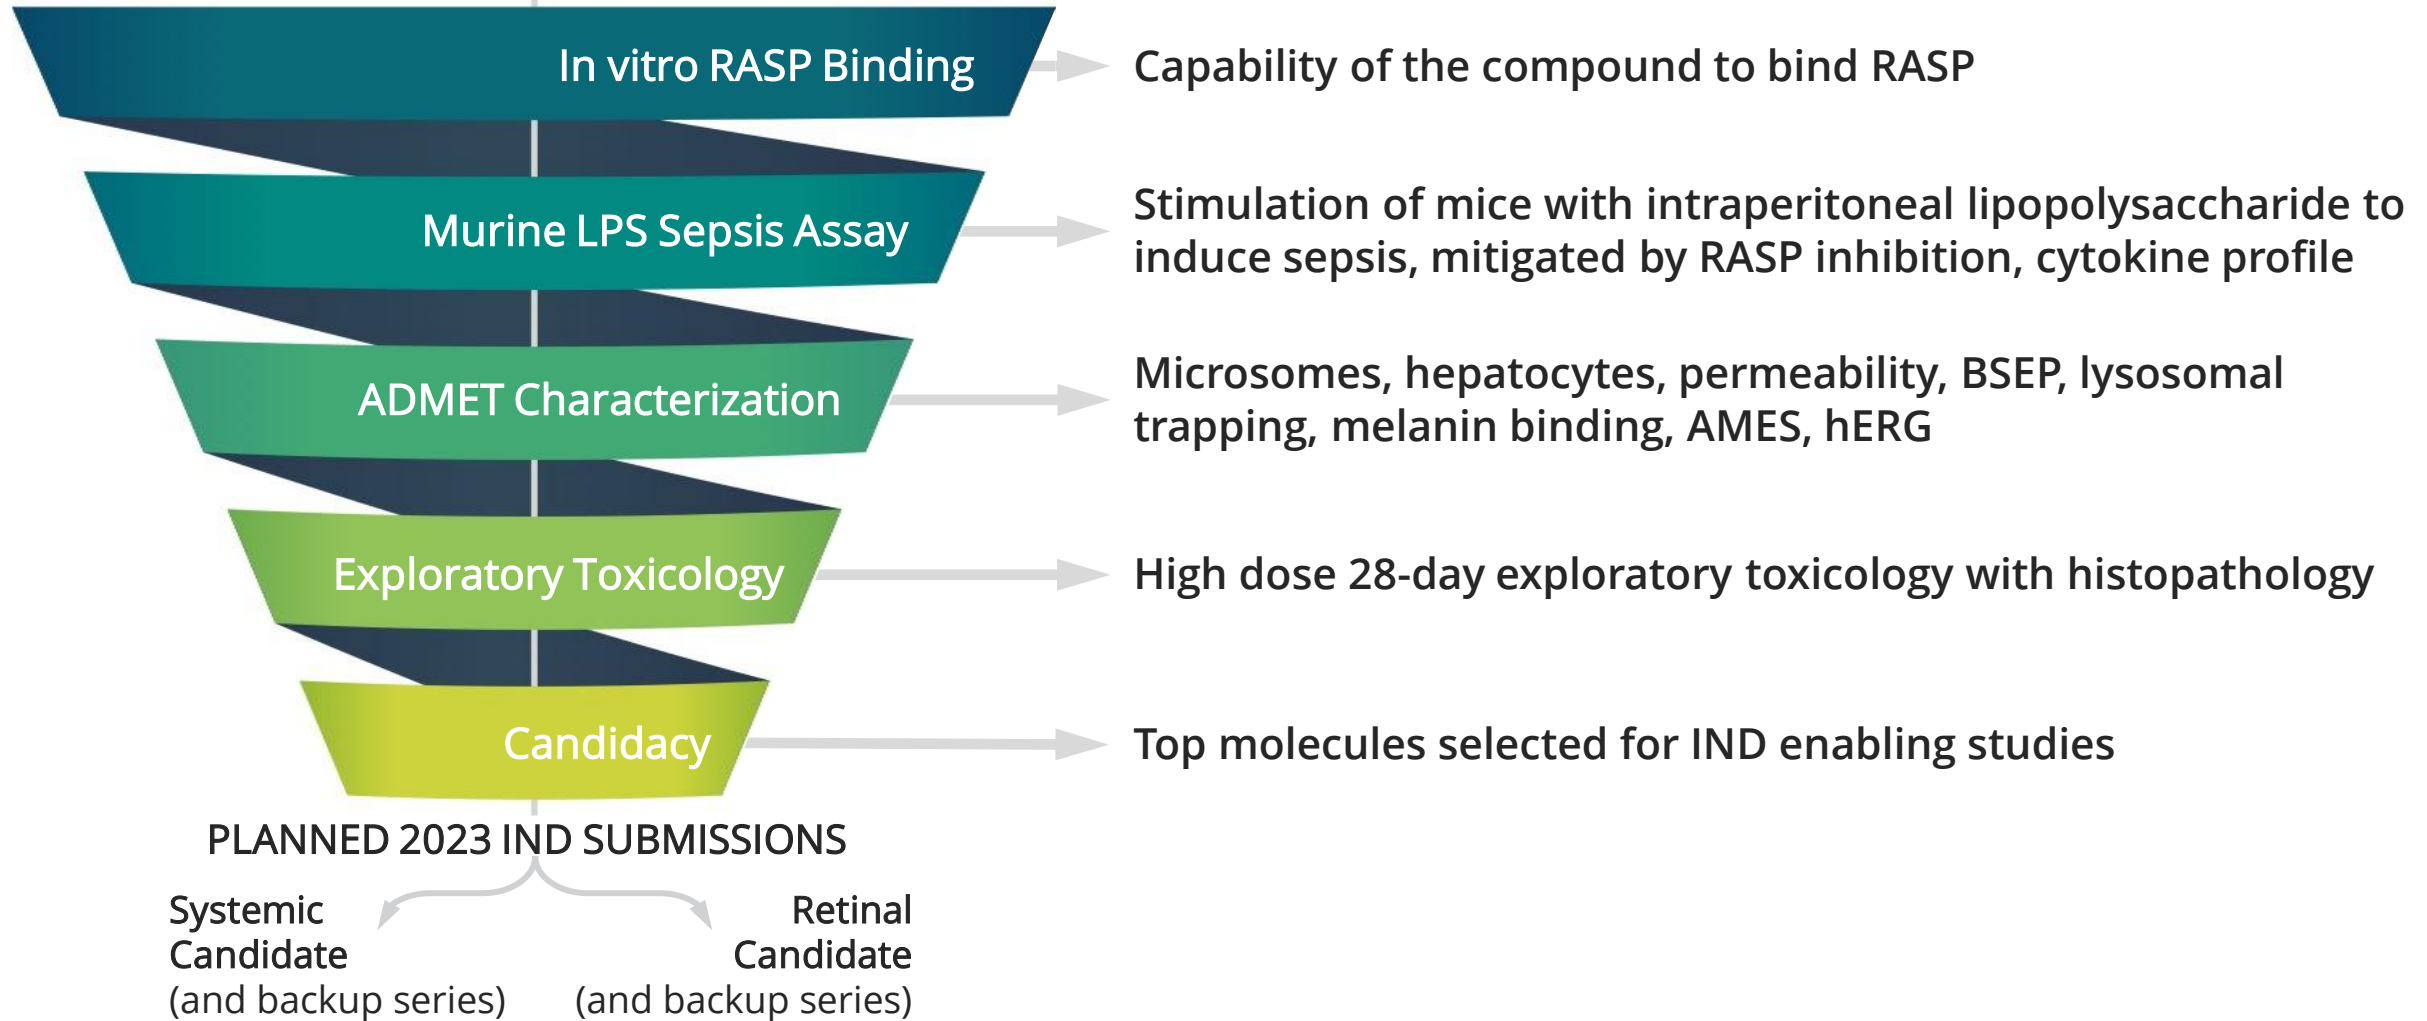 In vitro RASP Binding
Capability of the compound to bind RASP
Murine LPS Sepsis Assay
Stimulation of mice with intraperitoneal lipopolysaccharide to
induce sepsis, mitigated by RASP inhibition, cytokine profile
ADMET Characterization
Microsomes, hepatocytes, permeability, BSEP, lysosomal
trapping, melanin binding, AMES, hERG
Exploratory Toxicology
High dose 28-day exploratory toxicology with histopathology
Candidacy
Top molecules selected for IND enabling studies
PLANNED 2023 IND SUBMISSIONS
Systemic
Candidate
(and backup series)
Retinal
Candidate
(and backup series)